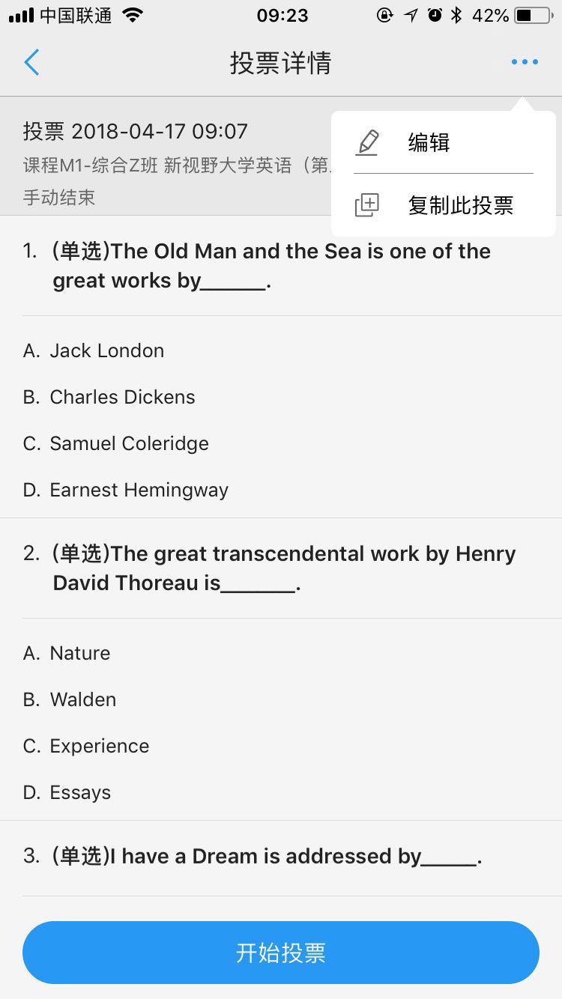 中国联通 09:23 42%
投票详情
投票 2018-04-17 09:07
课程M1-综合Z班 新视野大学英语（第
手动结束
编辑
复制此投票
1. (单选)The Old Man and the Sea is one of the
great works by_______.
A. Jack London
B. Charles Dickens
C. Samuel Coleridge
D. Earnest Hemingway
2. (单选)The great transcendental work by Henry
David Thoreau is________.
A. Nature
B. Walden
C. Experience
D. Essays
3. (单选)I have a Dream is addressed by______.
开始投票